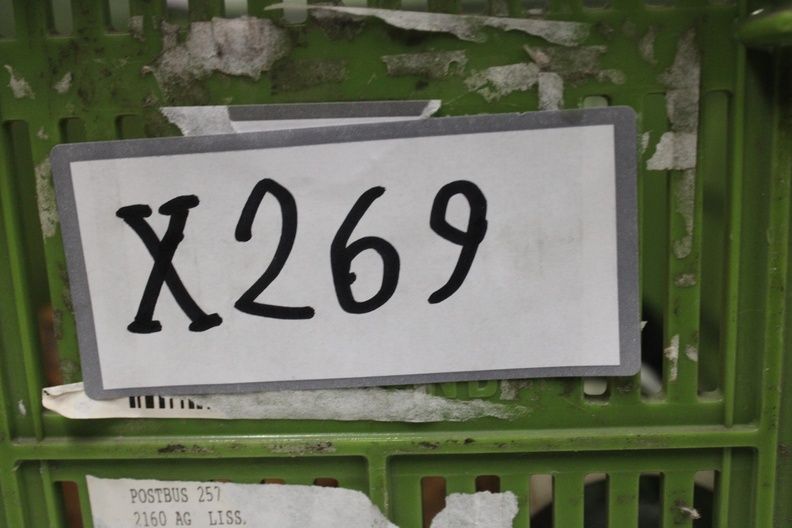 X269
POSTBUS 257
2160 AG LISS.